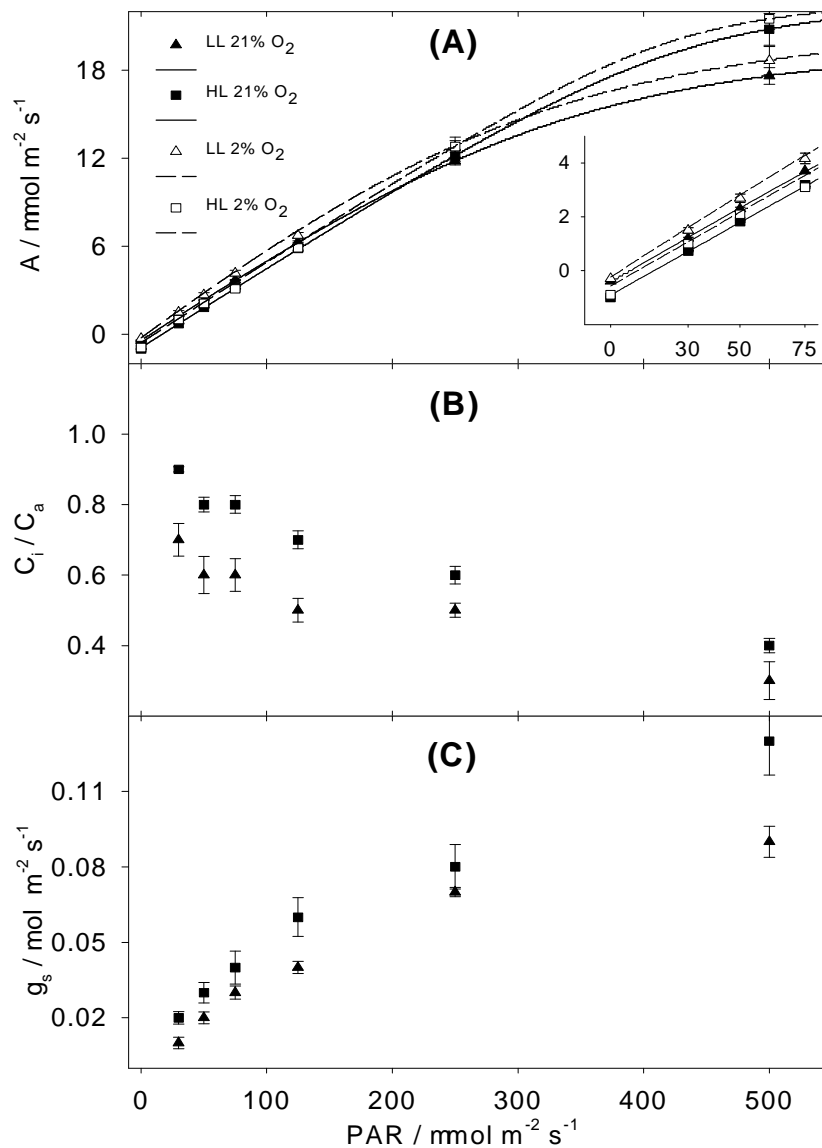 (A)
LL 21% O2
HL 21% O2
LL 2% O2
HL 2% O2
A / mmol m-2 s-1
18
12
6
0
4
2
0
0 30 50 75
(B)
Ci / Ca
1.0
0.8
0.6
0.4
(C)
gs / mol m-2 s-1
0.11
0.08
0.05
0.02
0 100 200 300 400 500
PAR / mmol m-2 s-1